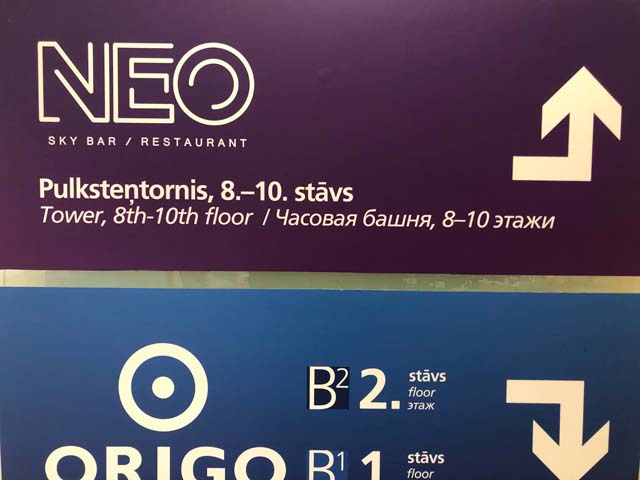 NEO
SKY BAR / RESTAURANT
Pulksteņtornis, 8.–10. stāvs
Tower, 8th-10th floor / Часовая башня, 8–10 этажи
B2 2. stāvs
floor
этаж
ORIGO
B1 1. stāvs
floor